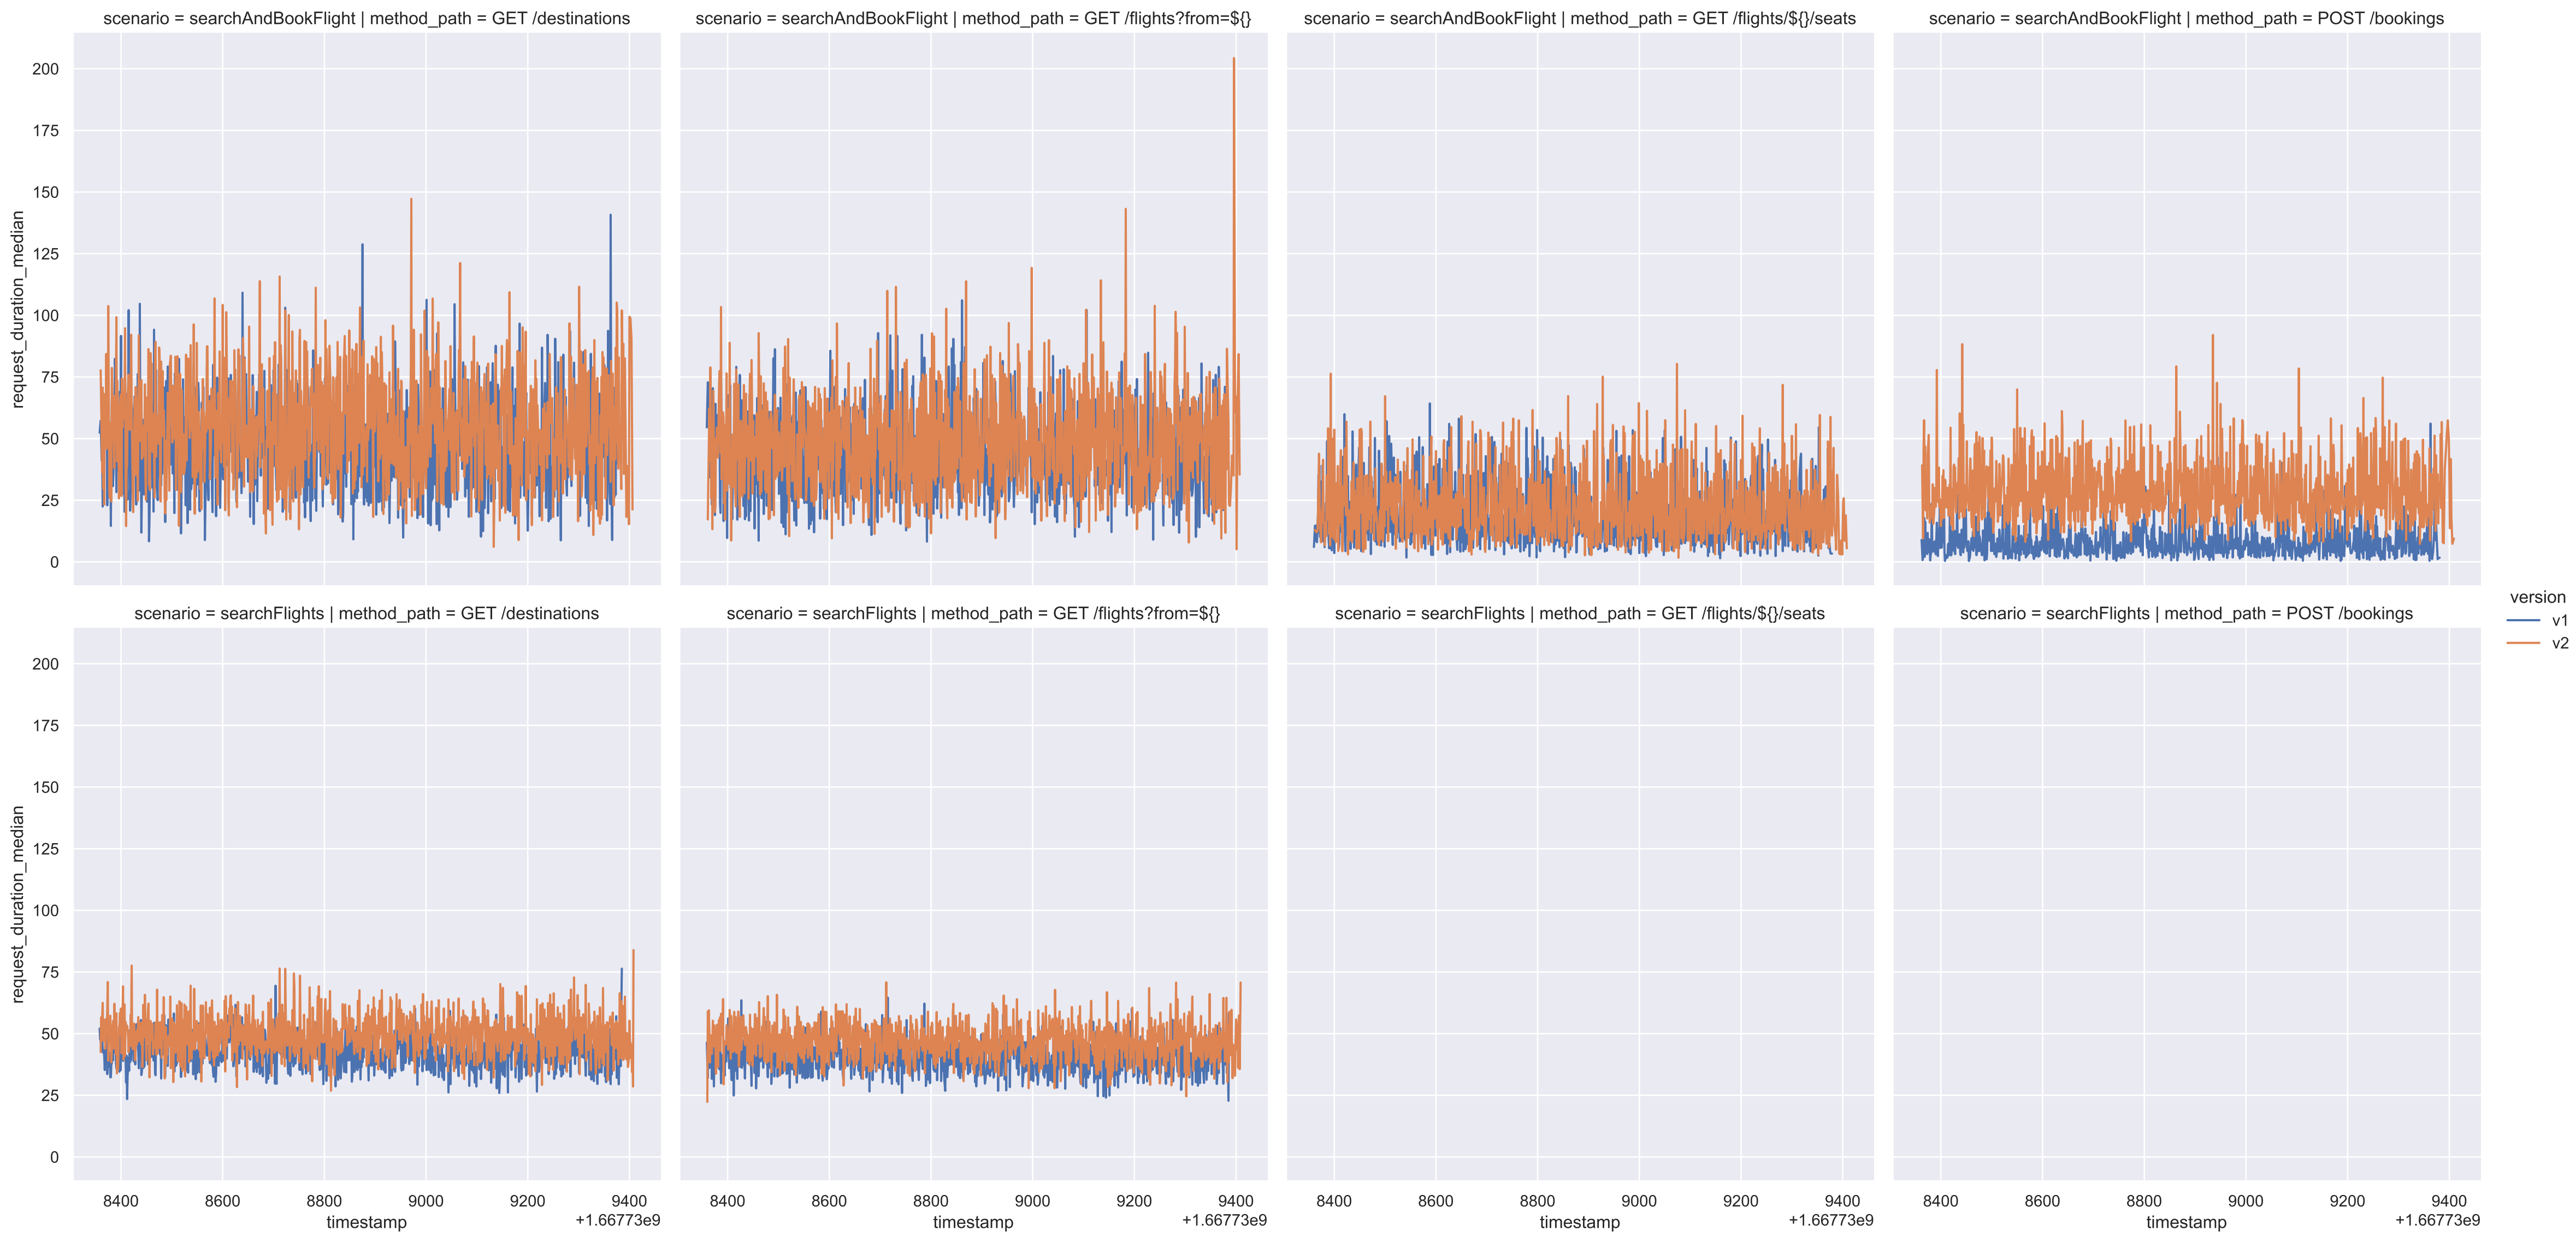 scenario = searchAndBookFlight | method_path = GET /destinations
scenario = searchAndBookFlight | method_path = GET /flights?from=${}
scenario = searchAndBookFlight | method_path = GET /flights/${}/seats
scenario = searchAndBookFlight | method_path = POST /bookings
200
175
150
125
100
75
50
25
0
request_duration_median
scenario = searchFlights | method_path = GET /destinations
scenario = searchFlights | method_path = GET /flights?from=${}
scenario = searchFlights | method_path = GET /flights/${}/seats
scenario = searchFlights | method_path = POST /bookings
version
v1
v2
200
175
150
125
100
75
50
25
0
request_duration_median
8400 8600 8800 9000 9200 9400
timestamp
+1.66773e9
8400 8600 8800 9000 9200 9400
timestamp
+1.66773e9
8400 8600 8800 9000 9200 9400
timestamp
+1.66773e9
8400 8600 8800 9000 9200 9400
timestamp
+1.66773e9